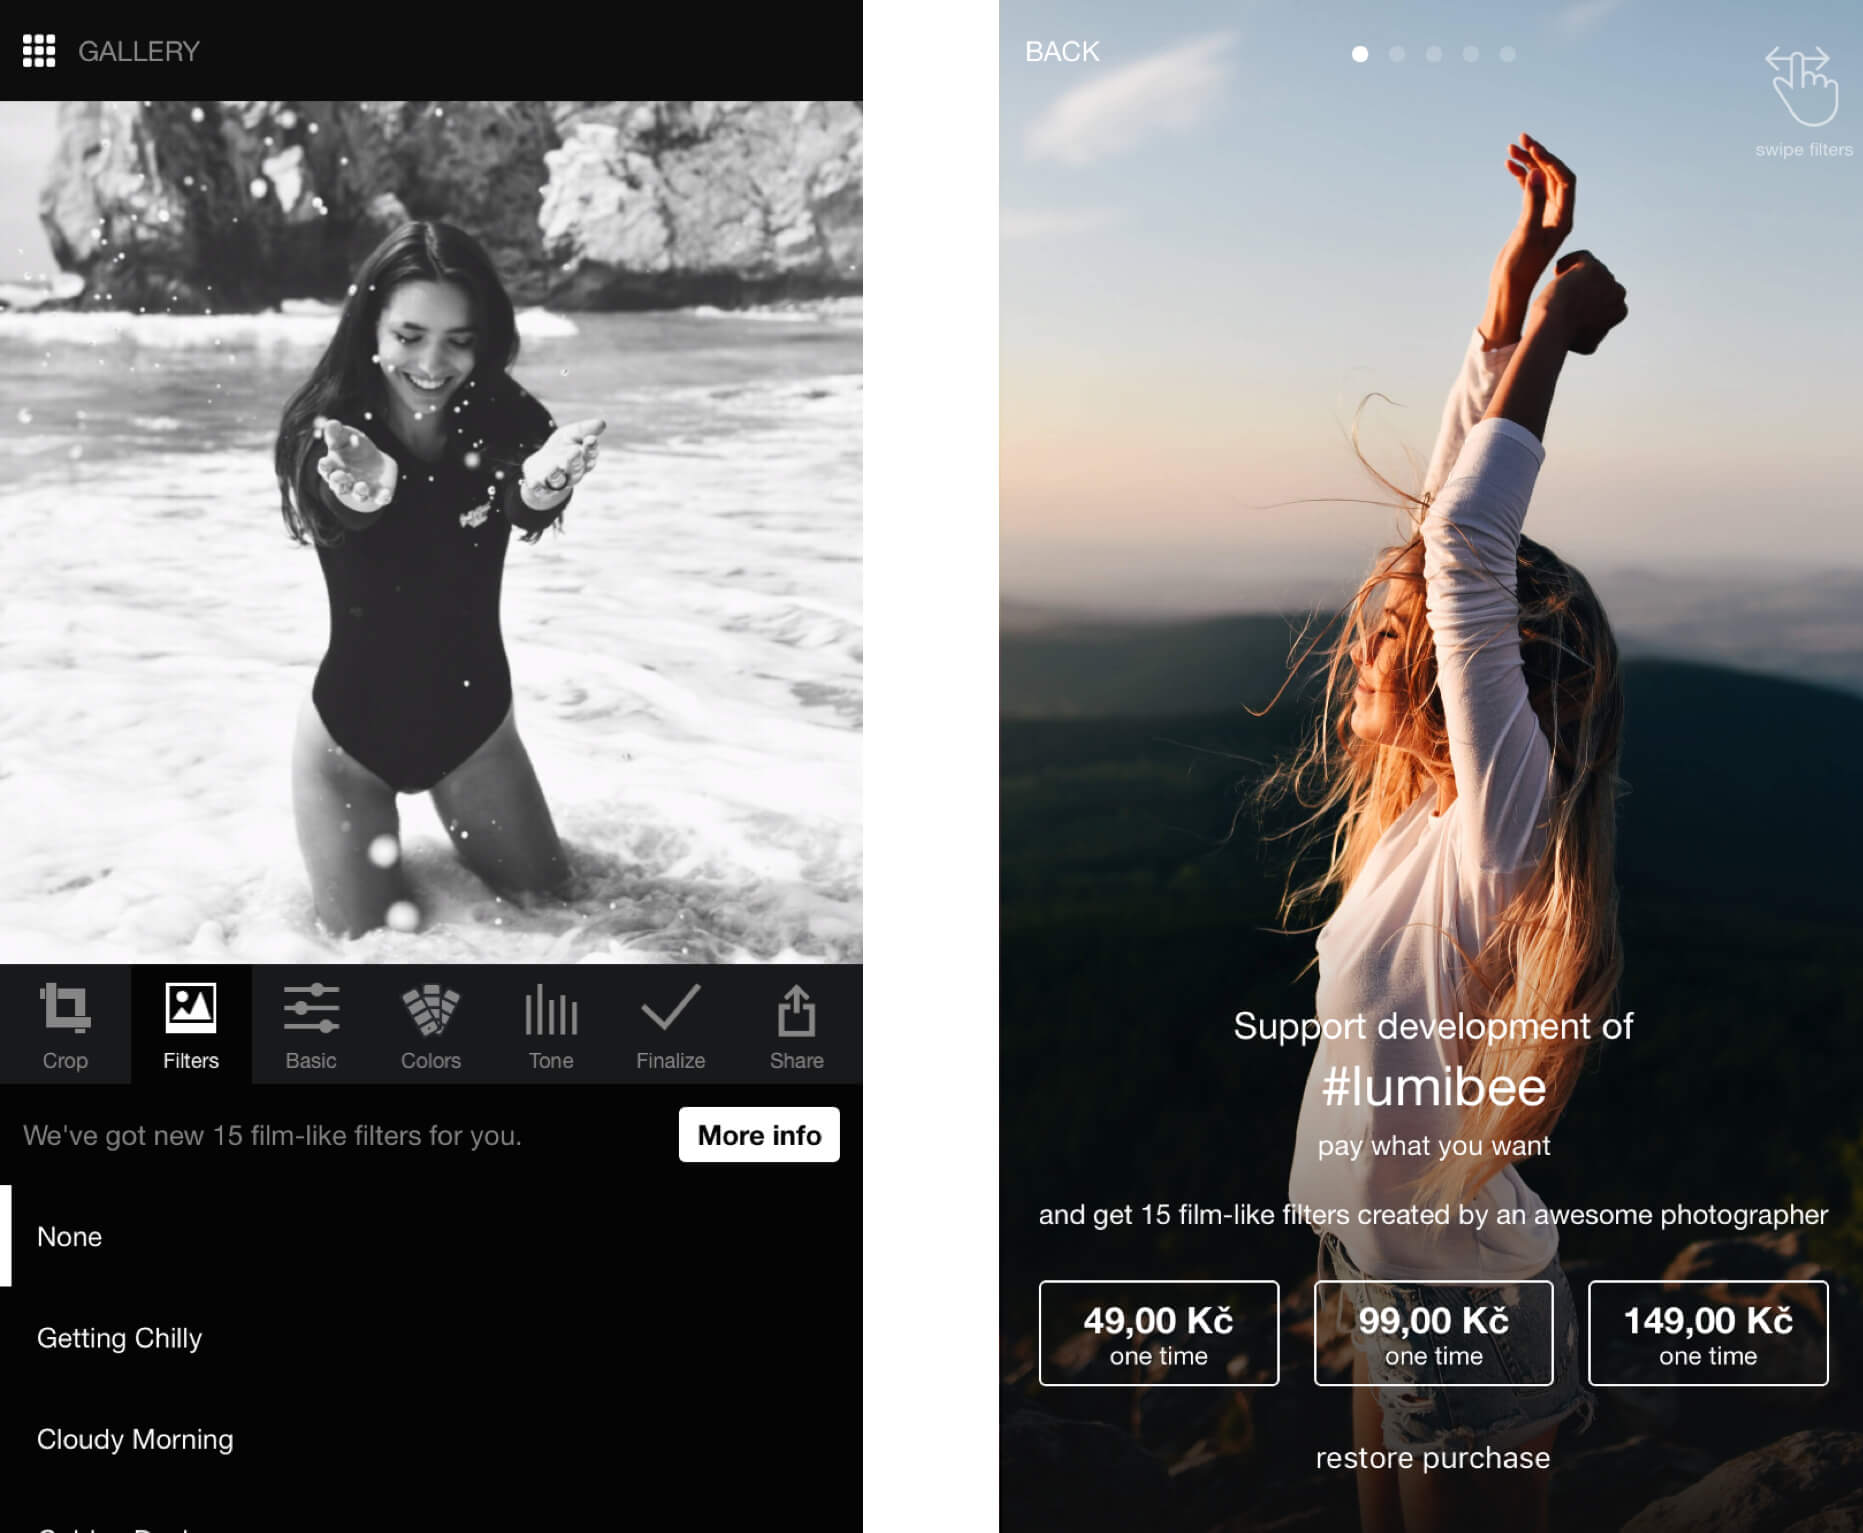 GALLERY
Crop
Filters
Basic
Colors
Tone
Finalize
Share
We've got new 15 film-like filters for you.
More info
None
Getting Chilly
Cloudy Morning
BACK
swipe filters
Support development of
#lumibee
pay what you want
and get 15 film-like filters created by an awesome photographer
49,00 Kč
one time
99,00 Kč
one time
149,00 Kč
one time
restore purchase